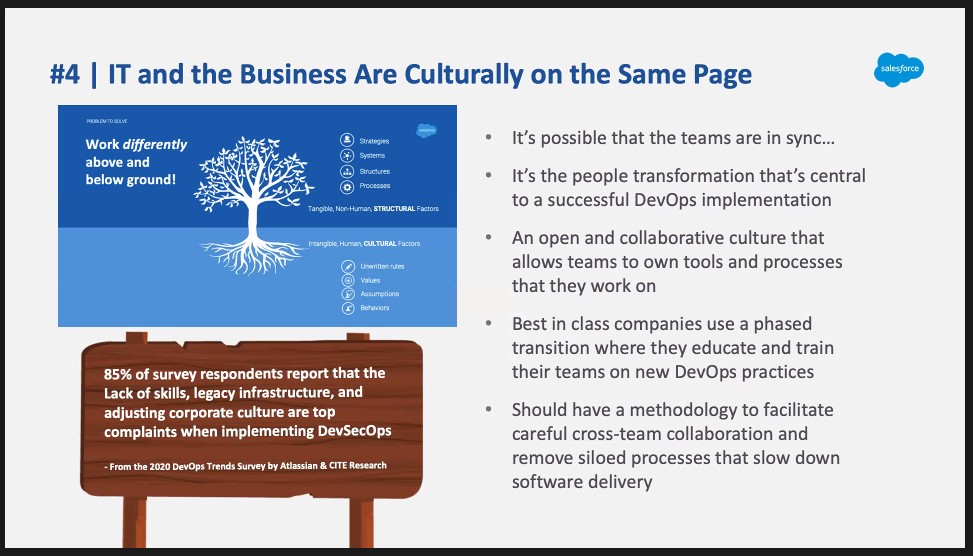 #4 | IT and the Business Are Culturally on the Same Page
salesforce
PROBLEM TO SOLVE
Work differently
above and
below ground!
salesforce
Strategies
Systems
Structures
Processes
Tangible, Non-Human, STRUCTURAL Factors
Intangible, Human, CULTURAL Factors
Unwritten rules
Values
Assumptions
Behaviors
85% of survey respondents report that the
Lack of skills, legacy infrastructure, and
adjusting corporate culture are top
complaints when implementing DevSecOps
- From the 2020 DevOps Trends Survey by Atlassian & CITE Research
• It’s possible that the teams are in sync…
• It’s the people transformation that’s central
to a successful DevOps implementation
• An open and collaborative culture that
allows teams to own tools and processes
that they work on
• Best in class companies use a phased
transition where they educate and train
their teams on new DevOps practices
• Should have a methodology to facilitate
careful cross-team collaboration and
remove siloed processes that slow down
software delivery